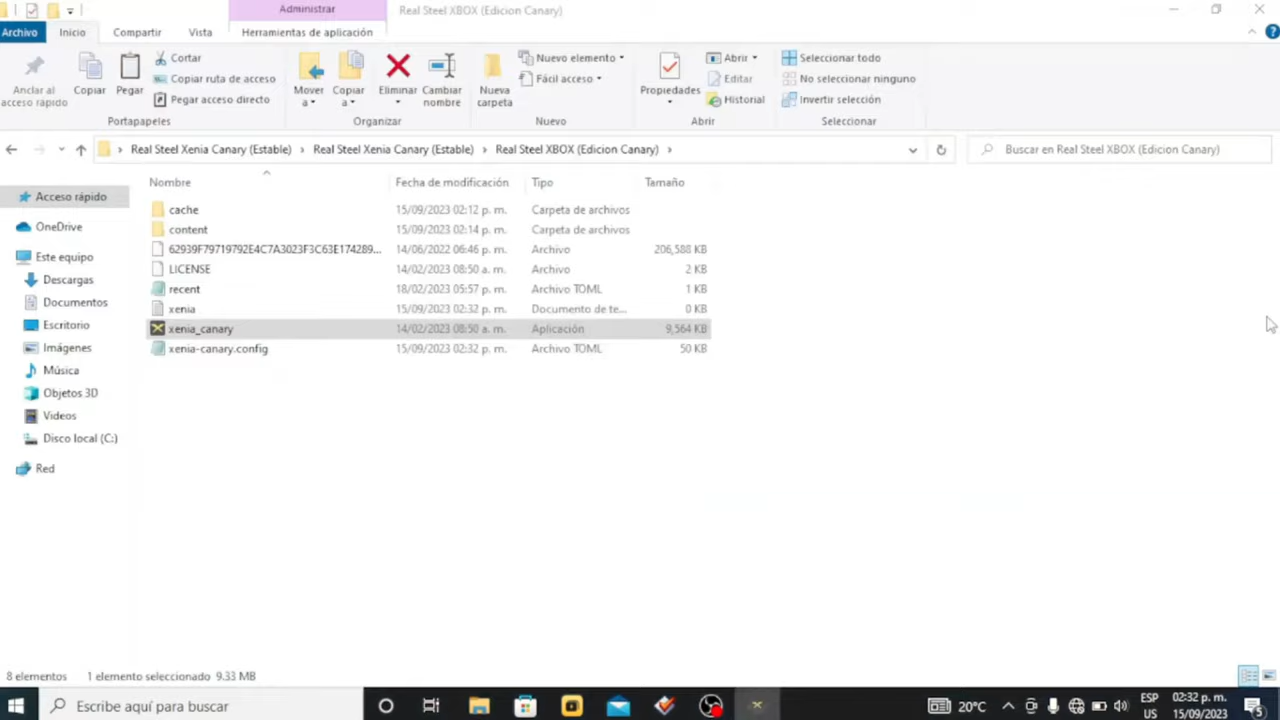 Administrar
Real Steel XBOX (Edicion Canary)
Archivo Inicio Compartir Vista Herramientas de aplicación
Anclar al acceso rápido
Copiar
Pegar
Cortar
Copiar ruta de acceso
Pegar acceso directo
Mover a
Copiar a
Eliminar
Cambiar nombre
Nueva carpeta
Nuevo elemento
Fácil acceso
Propiedades
Abrir
Editar
Historial
Seleccionar todo
No seleccionar ninguno
Invertir selección
Portapapeles Organizar Nuevo Abrir Seleccionar
Real Steel Xenia Canary (Estable) › Real Steel Xenia Canary (Estable) › Real Steel XBOX (Edicion Canary) ›
Buscar en Real Steel XBOX (Edicion Canary)
Nombre Fecha de modificación Tipo Tamaño
Acceso rápido
OneDrive
Este equipo
Descargas
Documentos
Escritorio
Imágenes
Música
Objetos 3D
Videos
Disco local (C:)
Red
cache 15/09/2023 02:12 p. m. Carpeta de archivos
content 15/09/2023 02:14 p. m. Carpeta de archivos
62939F79719792E4C7A3023F3C63E174289... 14/06/2022 06:46 p. m. Archivo 206,588 KB
LICENSE 14/02/2023 08:50 a. m. Archivo 2 KB
recent 18/02/2023 05:57 p. m. Archivo TOML 1 KB
xenia 15/09/2023 02:32 p. m. Documento de te... 0 KB
xenia_canary 14/02/2023 08:50 a. m. Aplicación 9,564 KB
xenia-canary.config 15/09/2023 02:32 p. m. Archivo TOML 50 KB
8 elementos 1 elemento seleccionado 9.33 MB
Escribe aquí para buscar
20°C
ESP
US
02:32 p. m.
15/09/2023
5